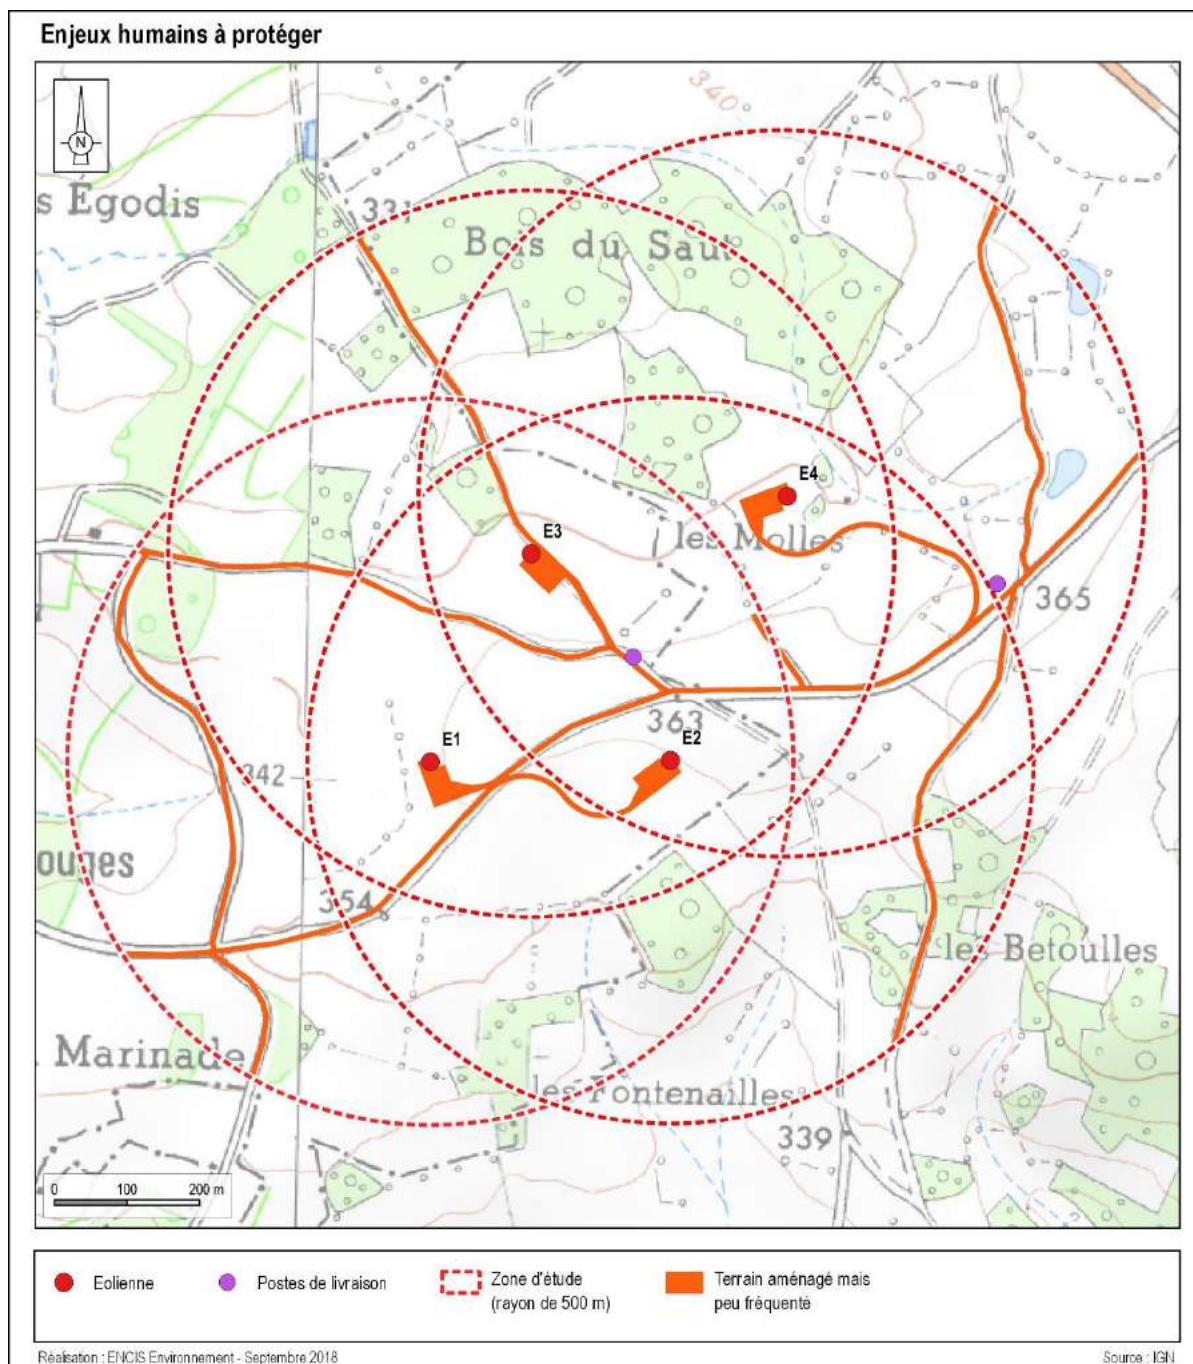 Enjeux humains à protéger
N
340
s Egodis
331
Bois du Saut
E4
les Molles
E3
365
363
E1
E2
342
ouges
354
les Betoulles
Marinade
les Fontenailles
339
0 100 200 m
Eolienne
Postes de livraison
Zone d'étude
(rayon de 500 m)
Terrain aménagé mais
peu fréquenté
Réalisation : ENCIS Environnement - Septembre 2018
Source : IGN